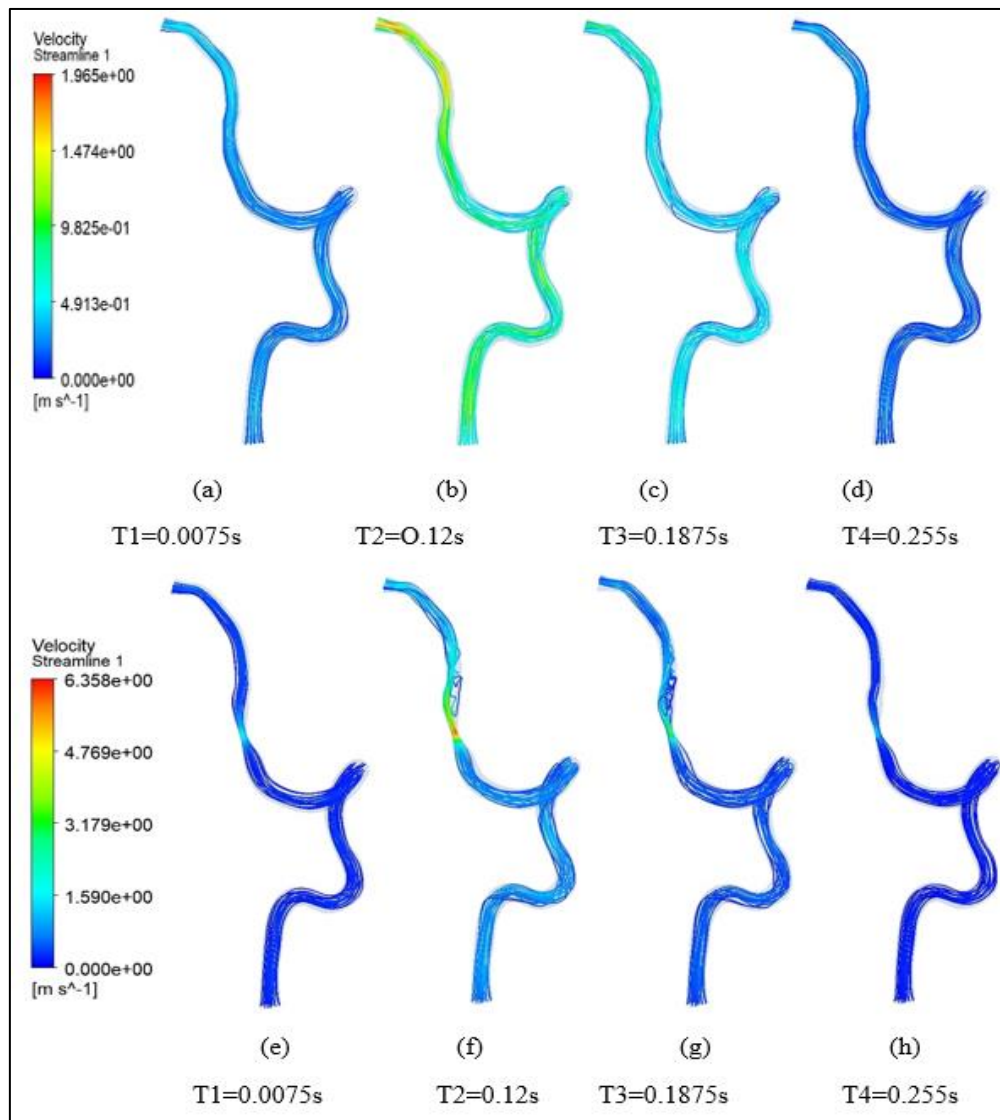 Velocity
Streamline 1
1.965e+00
1.474e+00
9.825e-01
4.913e-01
0.000e+00
[m s^-1]
(a) (b) (c) (d)
T1=0.0075s T2=O.12s T3=0.1875s T4=0.255s
Velocity
Streamline 1
6.358e+00
4.769e+00
3.179e+00
1.590e+00
0.000e+00
[m s^-1]
(e) (f) (g) (h)
T1=0.0075s T2=0.12s T3=0.1875s T4=0.255s